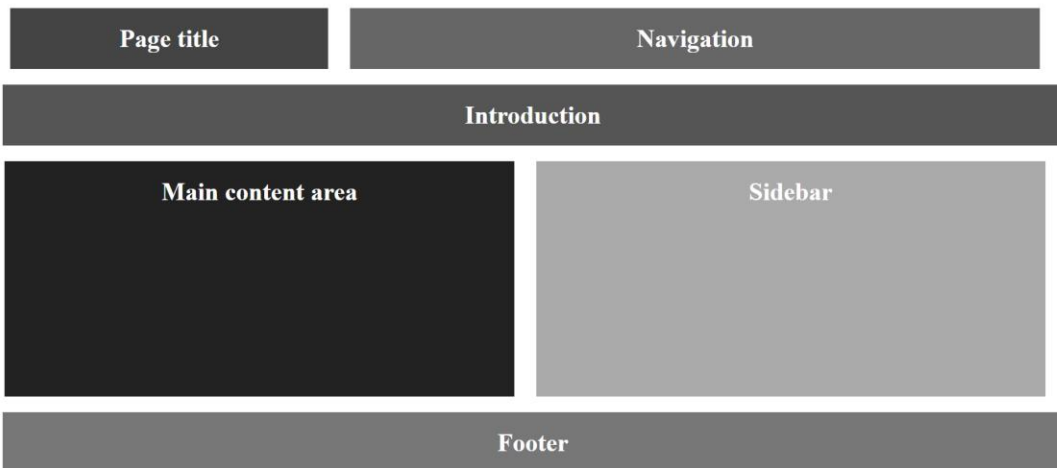 Page title
Navigation
Introduction
Main content area
Sidebar
Footer